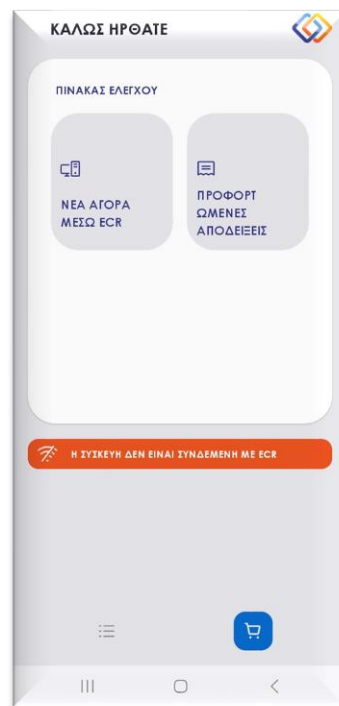 ΚΑΛΩΣ ΗΡΘΑΤΕ
ΠΙΝΑΚΑΣ ΕΛΕΓΧΟΥ
ΝΕΑ ΑΓΟΡΑ
ΜΕΣΩ ECR
ΠΡΟΦΟΡΤ
ΩΜΕΝΕΣ
ΑΠΟΔΕΙΞΕΙΣ
Η ΣΥΣΚΕΥΗ ΔΕΝ ΕΙΝΑΙ ΣΥΝΔΕΜΕΝΗ ΜΕ ECR